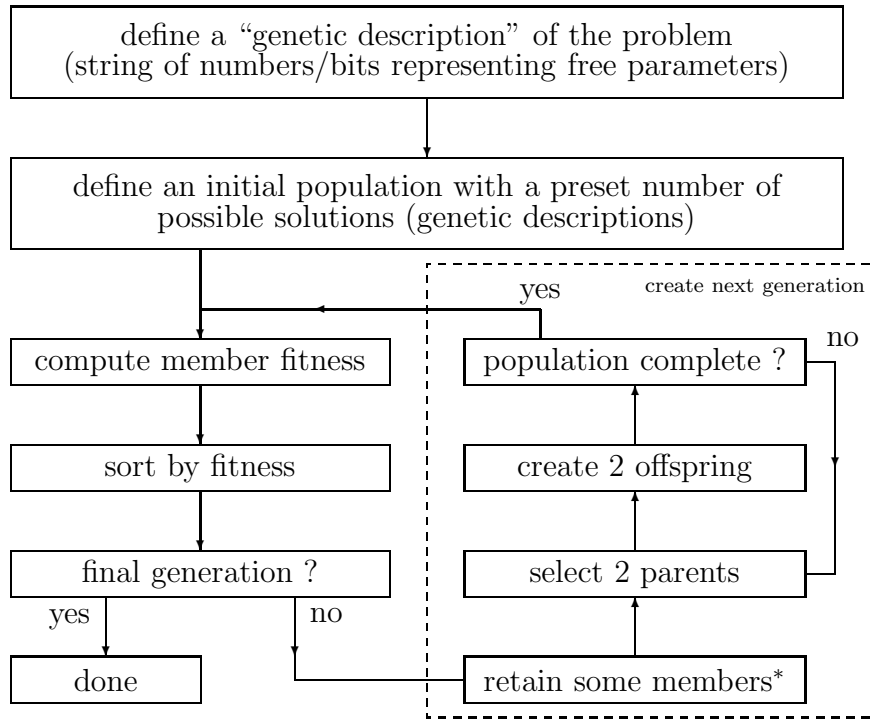 define a “genetic description” of the problem
(string of numbers/bits representing free parameters)
define an initial population with a preset number of
possible solutions (genetic descriptions)
yes
create next generation
compute member fitness
population complete ?
no
sort by fitness
create 2 offspring
final generation ?
select 2 parents
yes
no
done
retain some members*